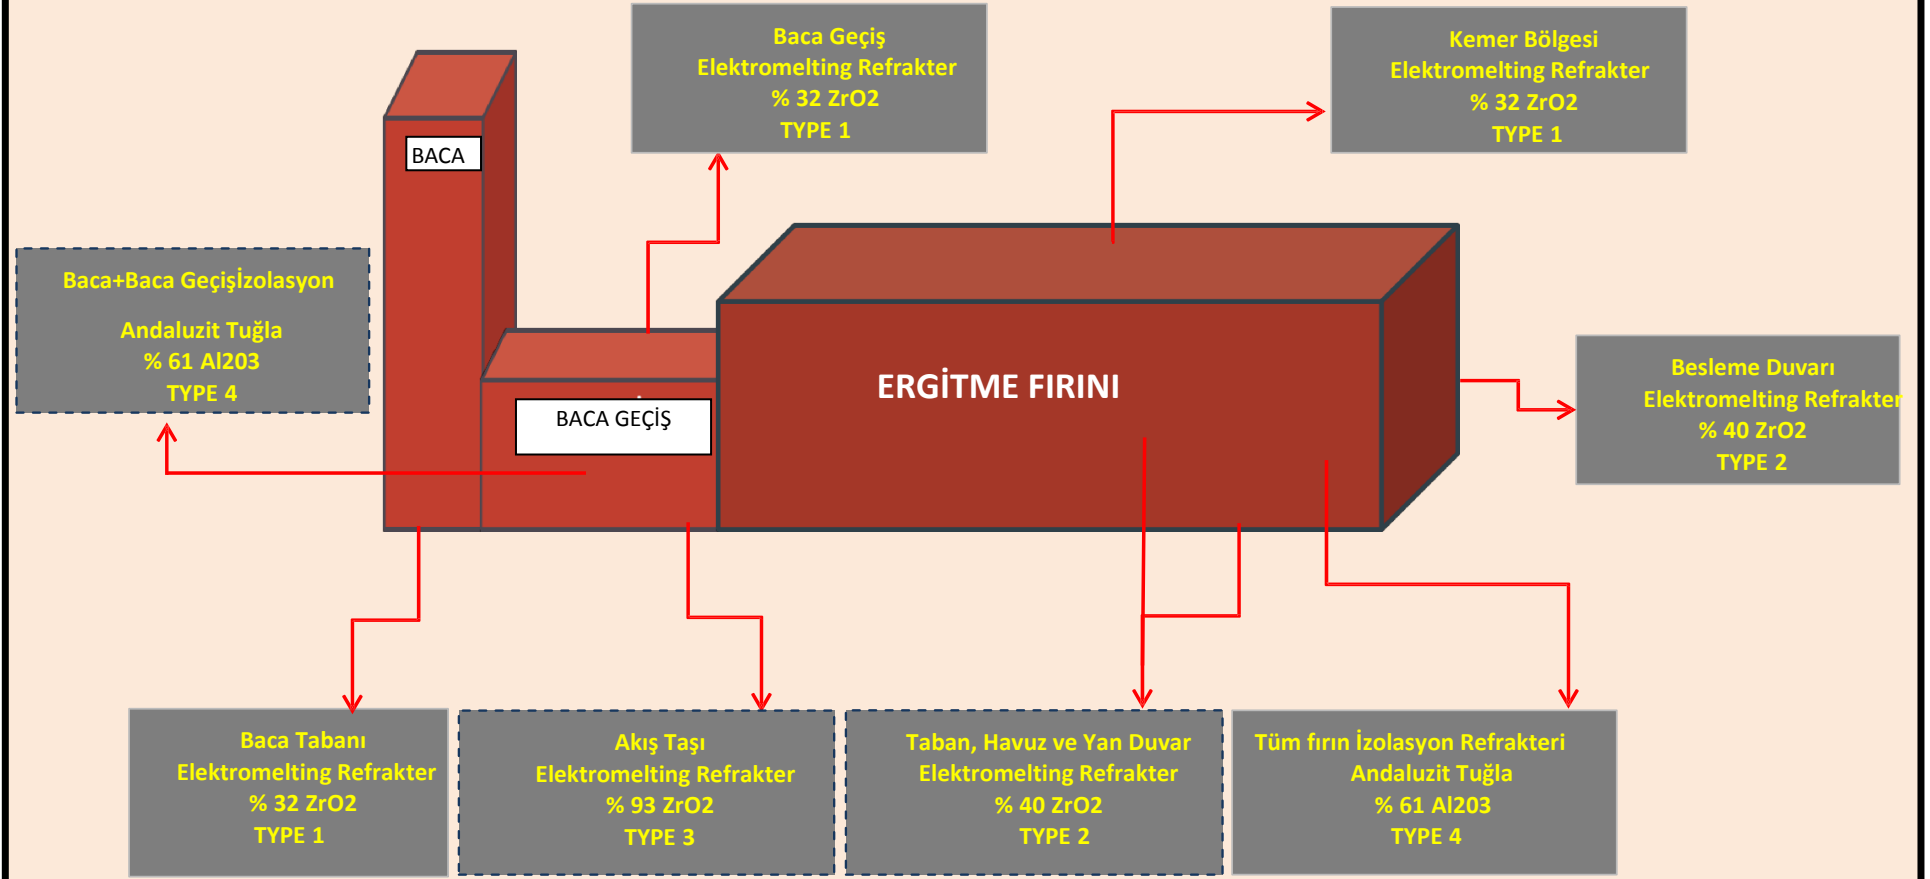 Baca Geçiş
Elektromelting Refrakter
% 32 ZrO2
TYPE 1
Kemer Bölgesi
Elektromelting Refrakter
% 32 ZrO2
TYPE 1
BACA
Baca+Baca Geçişİzolasyon
Andaluzit Tuğla
% 61 Al203
TYPE 4
BACA GEÇİŞ
ERGİTME FIRINI
Besleme Duvarı
Elektromelting Refrakter
% 40 ZrO2
TYPE 2
Baca Tabanı
Elektromelting Refrakter
% 32 ZrO2
TYPE 1
Akış Taşı
Elektromelting Refrakter
% 93 ZrO2
TYPE 3
Taban, Havuz ve Yan Duvar
Elektromelting Refrakter
% 40 ZrO2
TYPE 2
Tüm fırın İzolasyon Refrakteri
Andaluzit Tuğla
% 61 Al203
TYPE 4